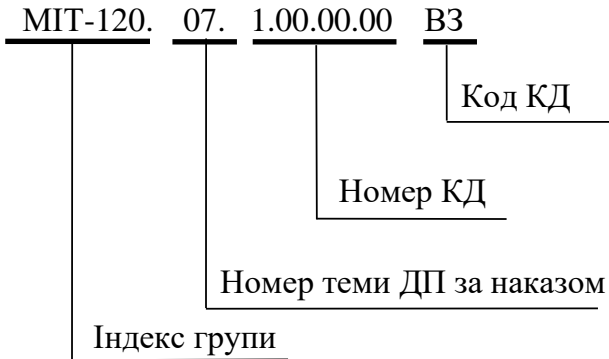 МІТ-120. 07. 1.00.00.00 ВЗ
Код КД
Номер КД
Номер теми ДП за наказом
Індекс групи